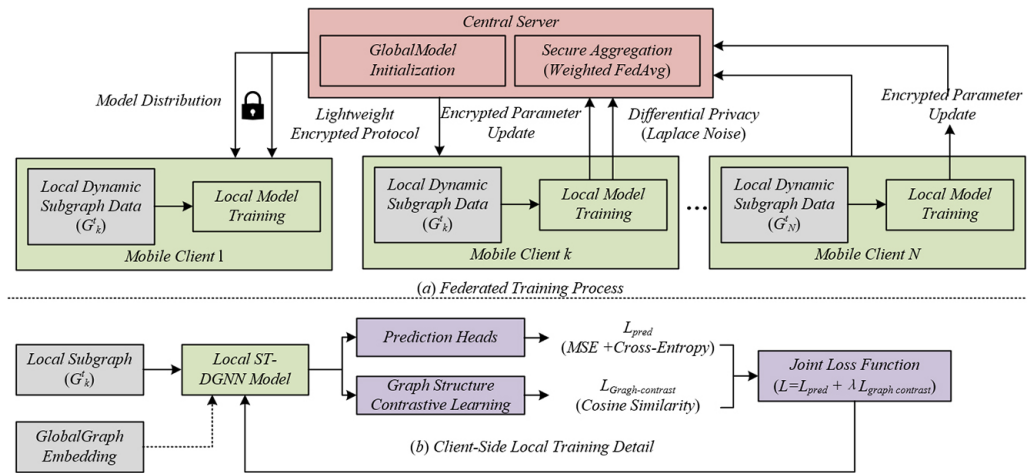 Central Server
GlobalModel
Initialization
Secure Aggregation
(Weighted FedAvg)
Model Distribution
Lightweight
Encrypted Protocol
Encrypted Parameter
Update
Differential Privacy
(Laplace Noise)
Encrypted Parameter
Update
Local Dynamic
Subgraph Data
(G^t_k)
Local Model
Training
Mobile Client 1
Local Dynamic
Subgraph Data
(G^t_k)
Local Model
Training
Mobile Client k
...
Local Dynamic
Subgraph Data
(G^t_N)
Local Model
Training
Mobile Client N
(a) Federated Training Process
Local Subgraph
(G^t_k)
Local ST-
DGNN Model
GlobalGraph
Embedding
Prediction Heads
Graph Structure
Contrastive Learning
L_pred
(MSE +Cross-Entropy)
L_Gragh-contrast
(Cosine Similarity)
Joint Loss Function
(L=L_pred + λ L_graph contrast)
(b) Client-Side Local Training Detail